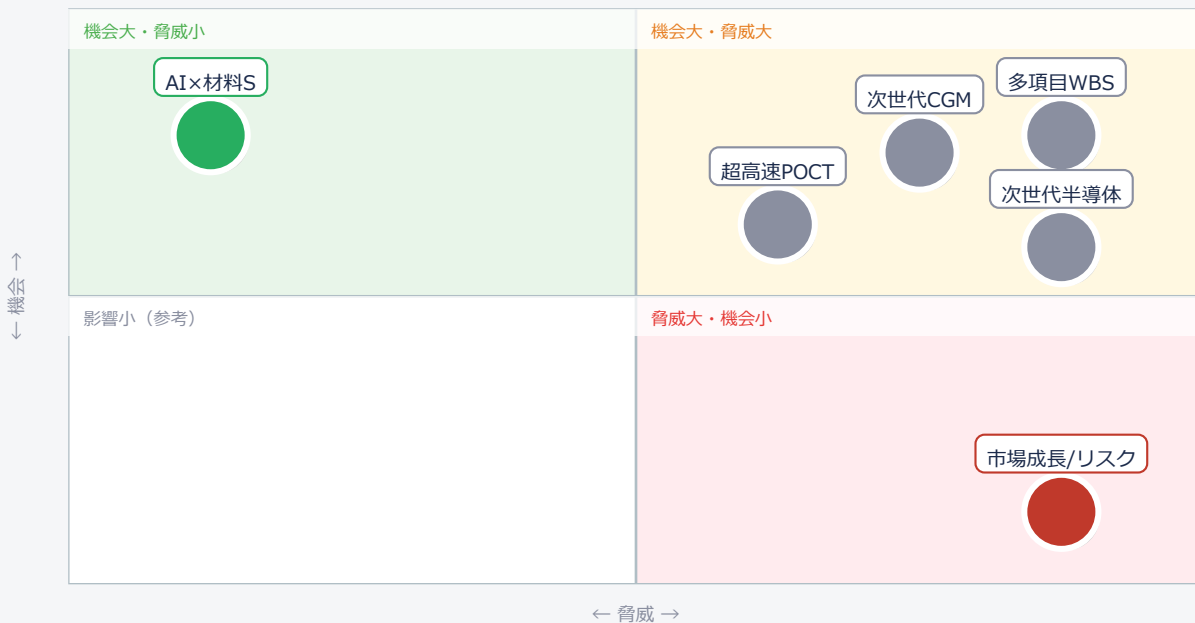 機会大・脅威小
機会大・脅威大
AI×材料S
多項目WBS
次世代CGM
超高速POCT
次世代半導体
← 機会 →
影響小（参考）
脅威大・機会小
市場成長/リスク
← 脅威 →